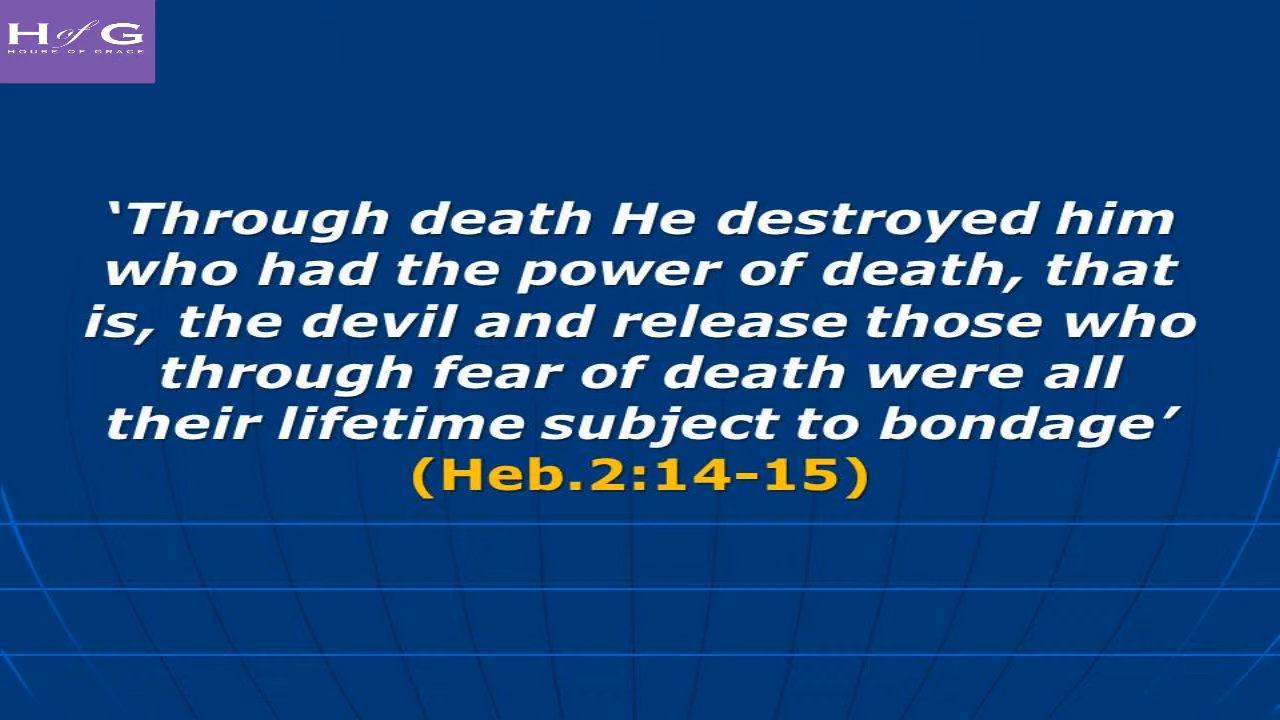 H of G
HOUSE OF GRACE
‘Through death He destroyed him
who had the power of death, that
is, the devil and release those who
through fear of death were all
their lifetime subject to bondage’
(Heb.2:14-15)